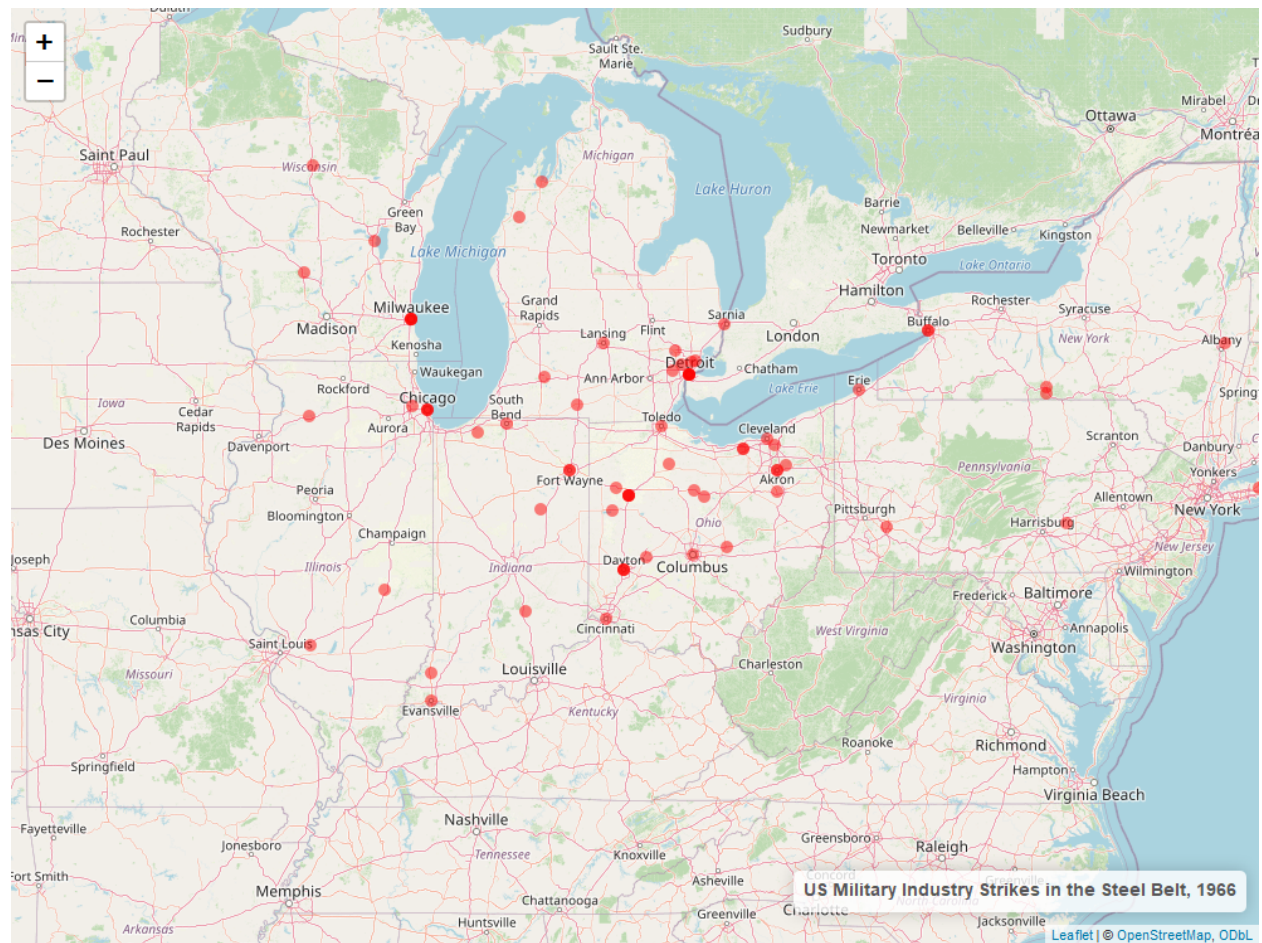 +
−
Duluth
Sault Ste.
Marie
Sudbury
Ottawa
Mirabel
Saint Paul
Wisconsin
Michigan
Lake Huron
Barrie
Newmarket
Belleville
Kingston
Rochester
Green
Bay
Lake Michigan
Toronto
Lake Ontario
Hamilton
Rochester
Syracuse
Grand
Rapids
Milwaukee
Madison
Lansing
Flint
Sarnia
London
Buffalo
New York
Albany
Kenosha
Waukegan
Detroit
Ann Arbor
Chatham
Lake Erie
Erie
Rockford
Chicago
South
Bend
Iowa
Cedar
Rapids
Aurora
Toledo
Cleveland
Scranton
Danbury
Des Moines
Davenport
Yonkers
Pennsylvania
Fort Wayne
Akron
Peoria
Allentown
New York
Bloomington
Pittsburgh
Harrisburg
Champaign
Ohio
New Jersey
Joseph
Illinois
Indiana
Dayton
Columbus
Wilmington
Frederick
Baltimore
Columbia
Cincinnati
West Virginia
Annapolis
Saint Louis
Washington
Missouri
Louisville
Charleston
Virginia
Evansville
Kentucky
Roanoke
Richmond
Springfield
Hampton
Virginia Beach
Nashville
Fayetteville
Jonesboro
Tennessee
Knoxville
Greensboro
Raleigh
Concord
Greenville
Asheville
US Military Industry Strikes in the Steel Belt, 1966
Memphis
Chattanooga
North Carolina
Charlotte
Greenville
Huntsville
Jacksonville
Arkansas
Leaflet | © OpenStreetMap, ODbL